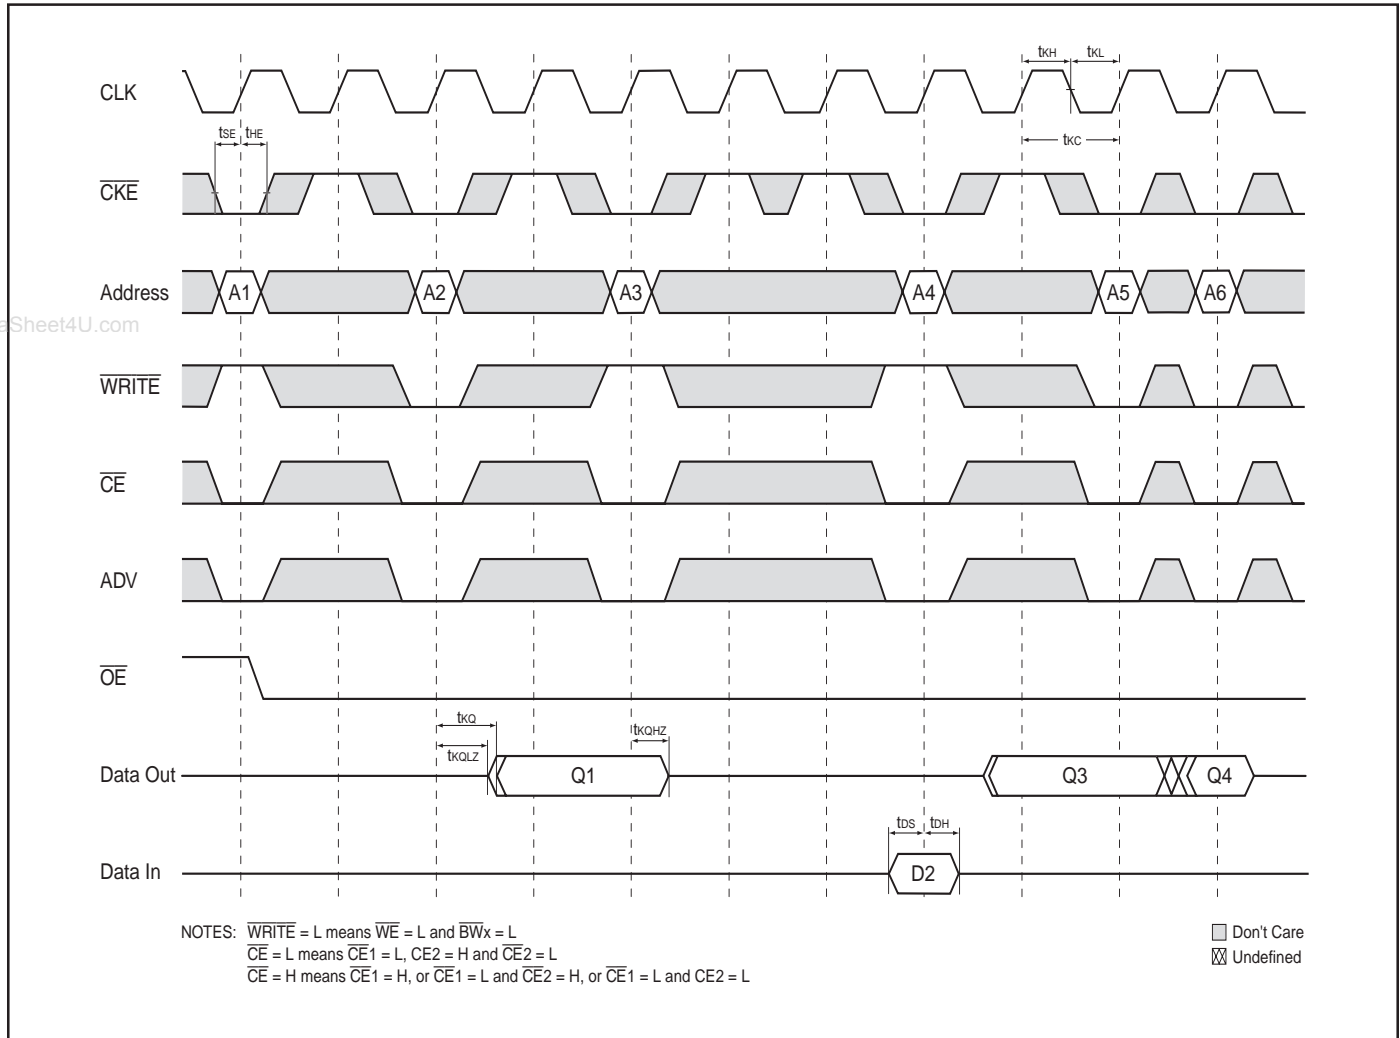 tKH tKL
CLK
tSE tHE
tKC
CKE
Address A1 A2 A3 A4 A5 A6
aSheet4U.com
WRITE
CE
ADV
OE
tKQ
tKQHZ
tKQLZ
Data Out Q1 Q3 Q4
tDS tDH
Data In D2
NOTES: WRITE = L means WE = L and BWx = L
CE = L means CE1 = L, CE2 = H and CE2 = L
CE = H means CE1 = H, or CE1 = L and CE2 = H, or CE1 = L and CE2 = L
Don't Care
Undefined